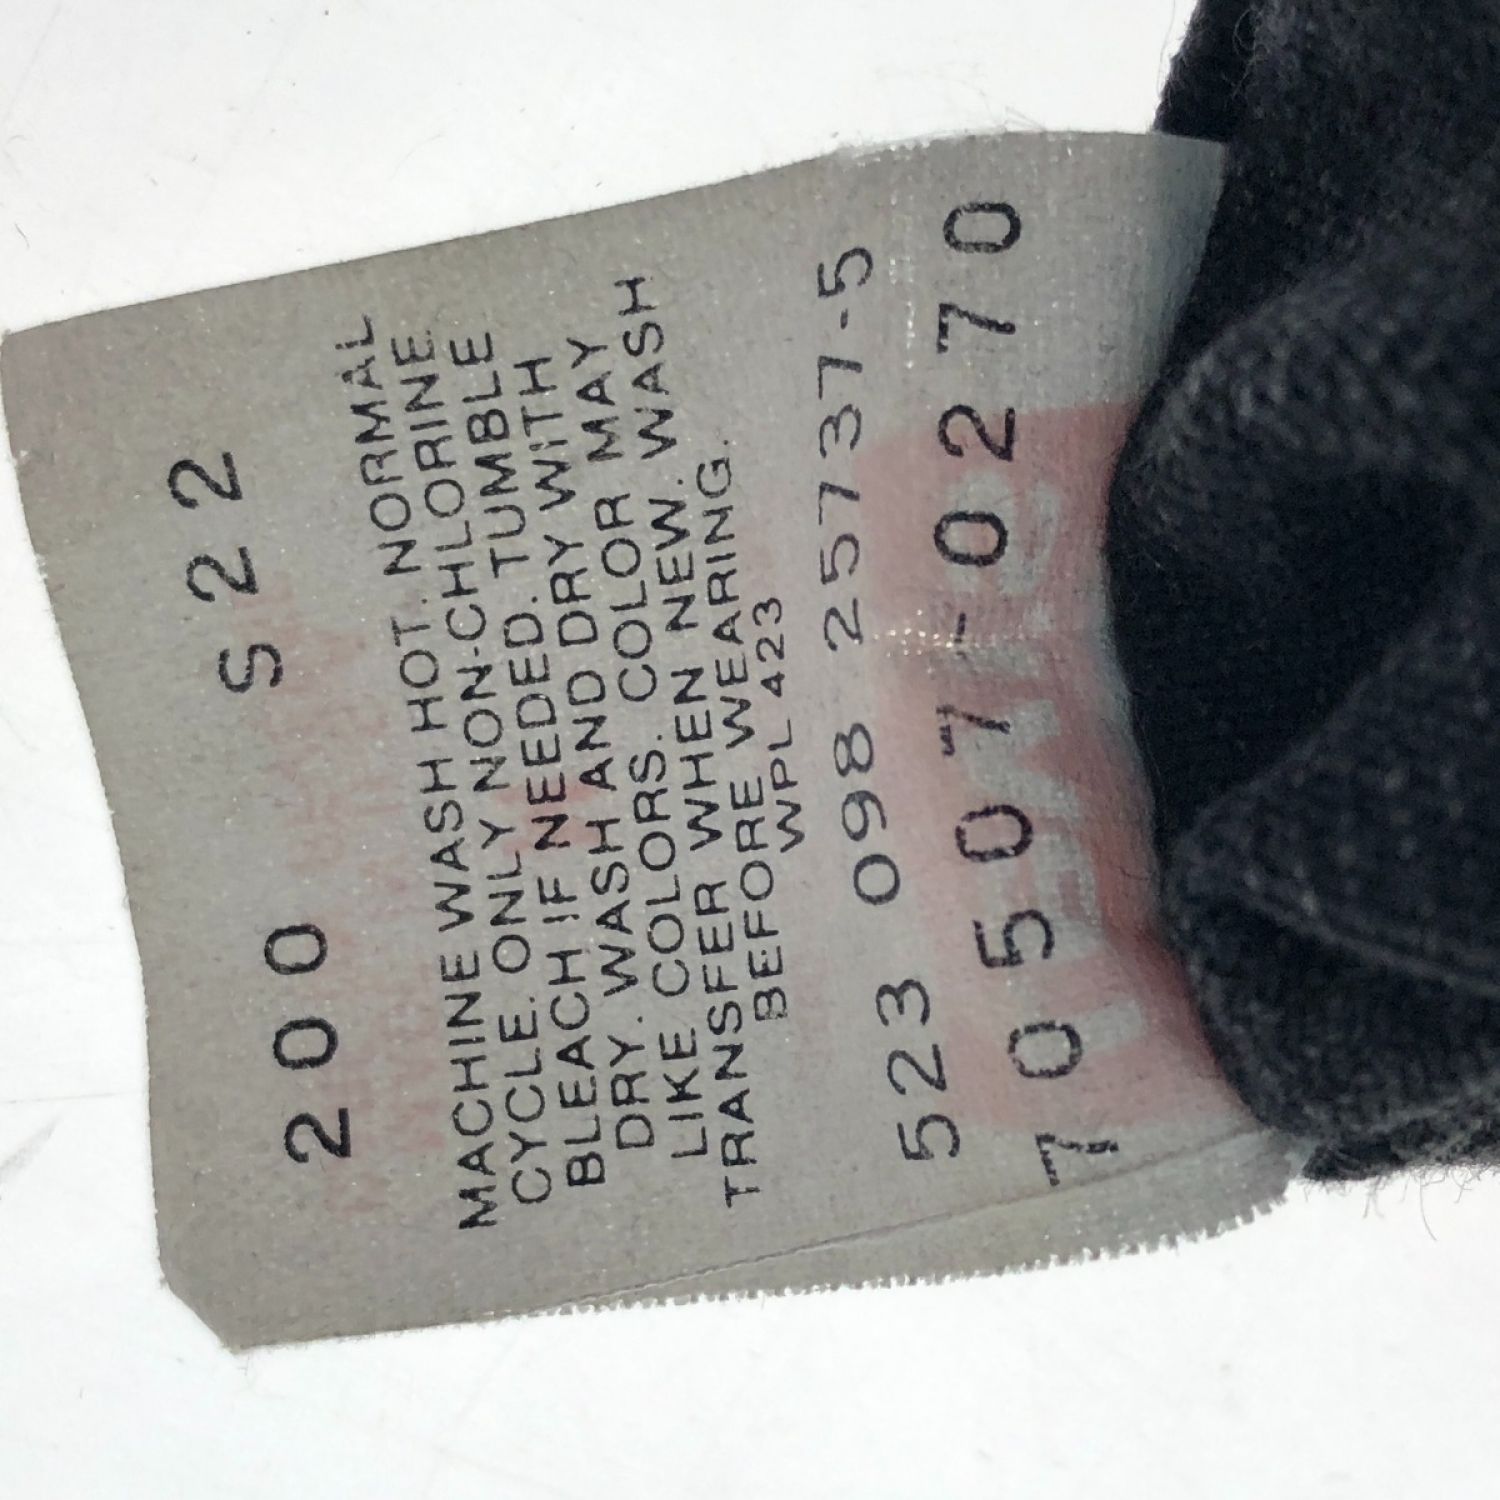 200 S22
MACHINE WASH HOT. NORMAL
CYCLE. ONLY NON-CHLORINE
BLEACH IF NEEDED. TUMBLE
DRY. WASH AND DRY WITH
LIKE COLORS. COLOR MAY
TRANSFER WHEN NEW. WASH
BEFORE WEARING.
WPL 423
523 098 25737-5
70507-0270